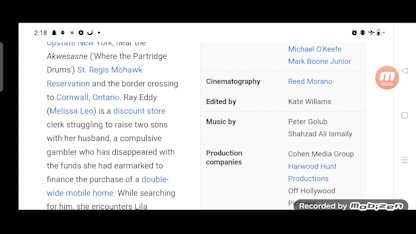 2:18
Upstate New York, near the
Akwesasne ('Where the Partridge
Drums') St. Regis Mohawk
Reservation and the border crossing
to Cornwall, Ontario. Ray Eddy
(Melissa Leo) is a discount store
clerk struggling to raise two sons
with her husband, a compulsive
gambler who has disappeared with
the funds she had earmarked to
finance the purchase of a double-
wide mobile home. While searching
for him, she encounters Lila
Michael O'Keefe
Mark Boone Junior
Cinematography Reed Morano
Edited by Kate Williams
Music by Peter Golub
Shahzad Ali Ismaily
Production
companies
Cohen Media Group
Harwood Hunt
Productions
Off Hollywood
Recorded by Mobizen